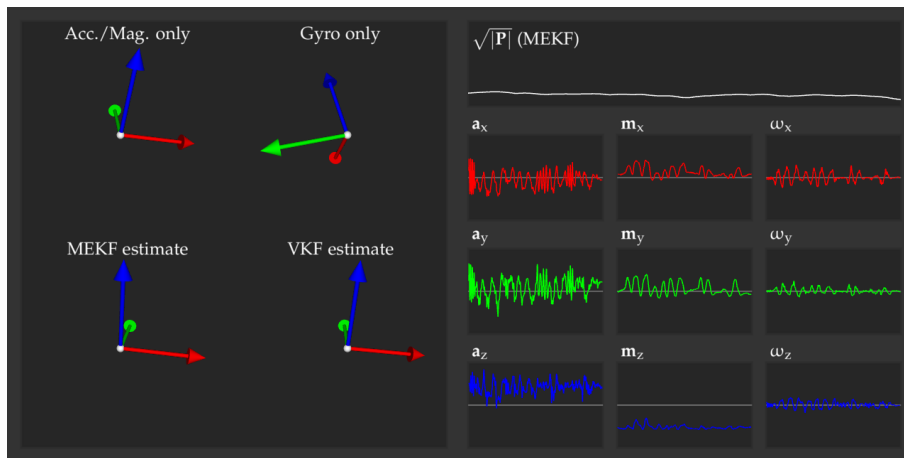 Acc./Mag. only
Gyro only
MEKF estimate
VKF estimate
√|P| (MEKF)
aₓ
mₓ
ωₓ
a_y
m_y
ω_y
a_z
m_z
ω_z